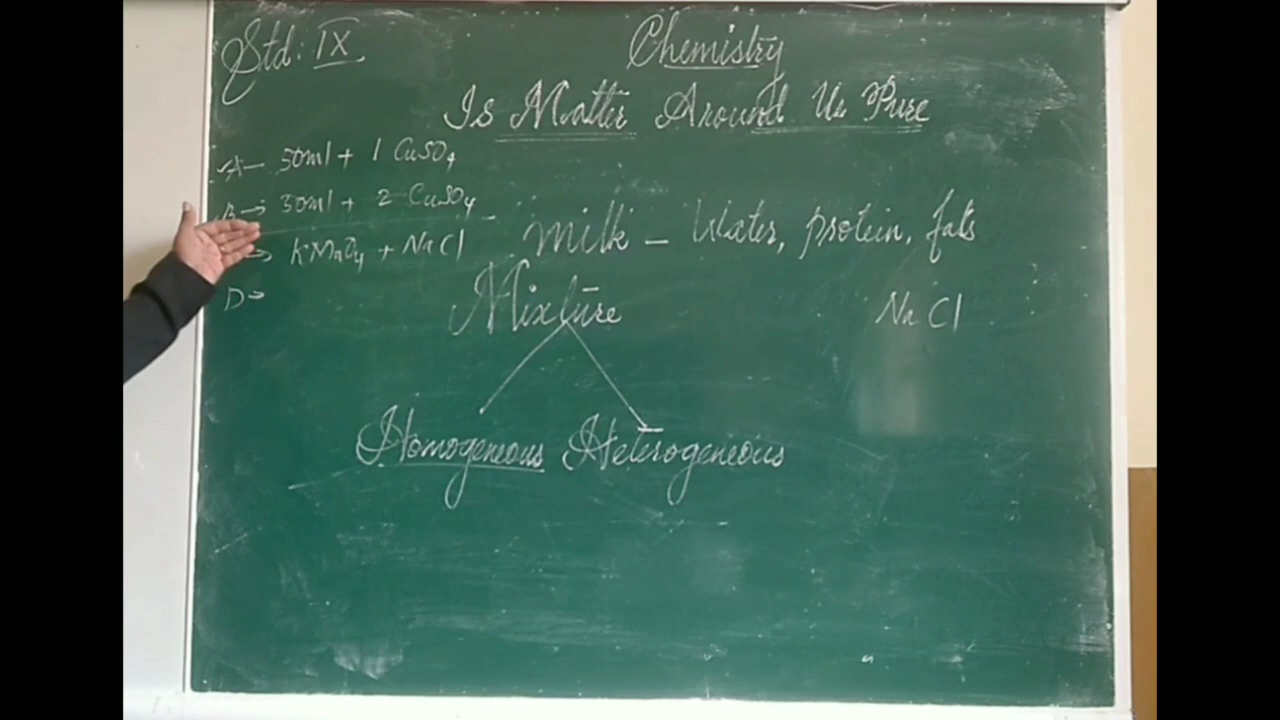 Std: IX
Chemistry
Is Matter Around Us Pure
A — 50ml + 1 CuSO4
B → 30ml + 2 CuSO4
→ KMnO4 + NaCl
D →
milk — Water, protein, fats
Mixture
NaCl
Homogeneous Heterogeneous